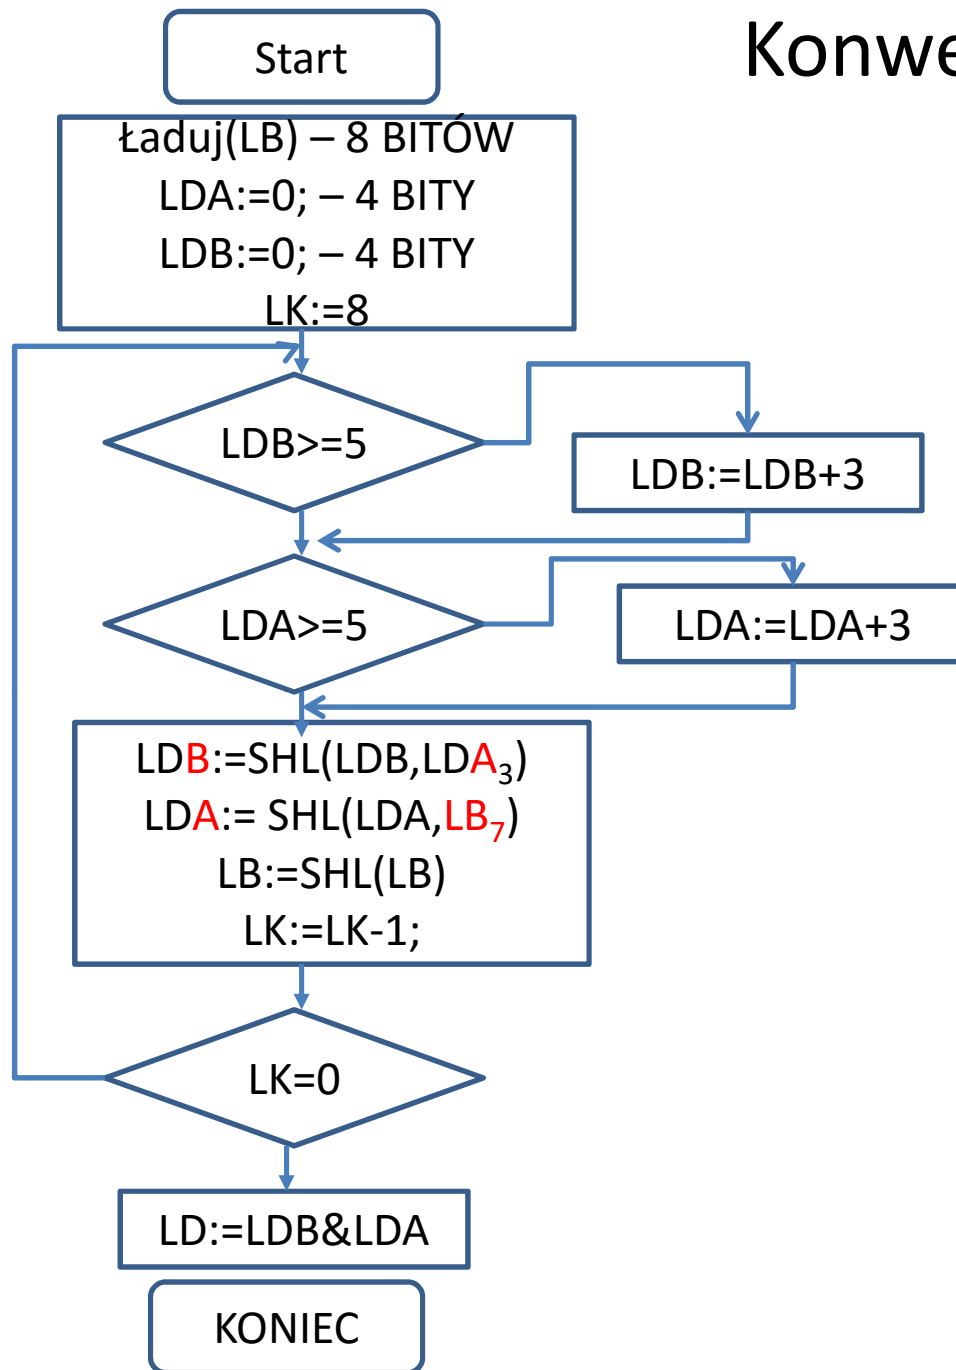 Konwe
Start
Ładuj(LB) – 8 BITÓW
LDA:=0; – 4 BITY
LDB:=0; – 4 BITY
LK:=8
LDB>=5
LDB:=LDB+3
LDA>=5
LDA:=LDA+3
LDB:=SHL(LDB,LDA₃)
LDA:= SHL(LDA,LB₇)
LB:=SHL(LB)
LK:=LK-1;
LK=0
LD:=LDB&LDA
KONIEC